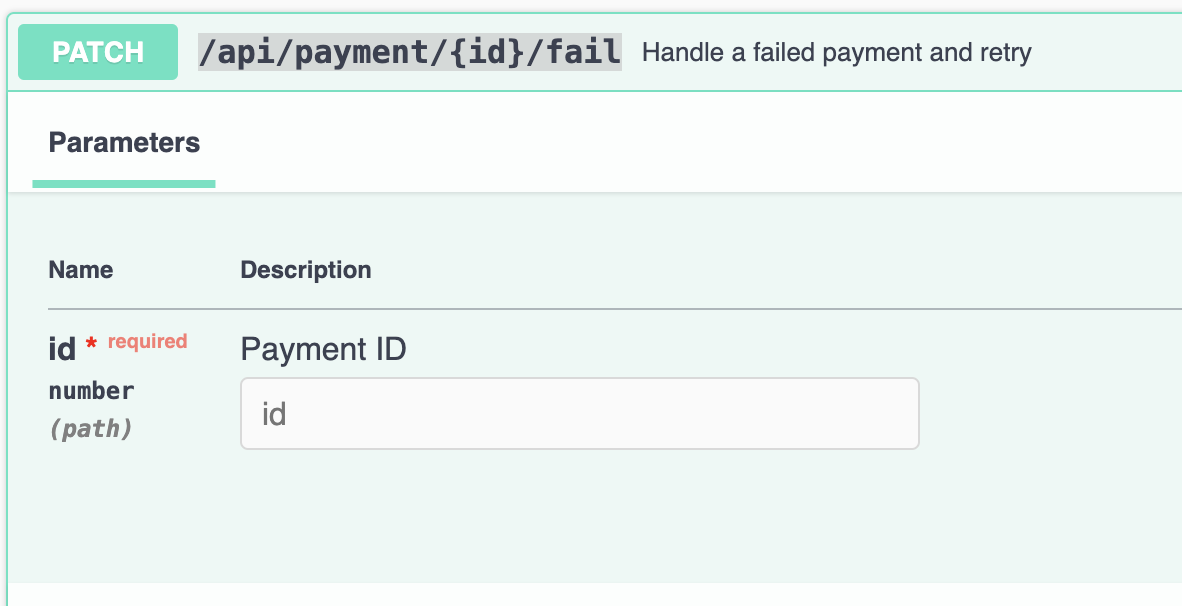 PATCH /api/payment/{id}/fail Handle a failed payment and retry
Parameters
Name Description
id * required Payment ID
number
id
(path)